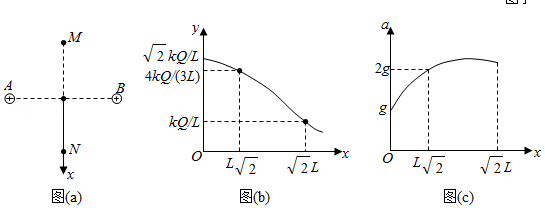 M
A
B
N
x
图(a)
y
√2 kQ/L
4kQ/(3L)
kQ/L
O
L√2
√2 L
x
图(b)
a
2g
g
O
L√2
√2 L
x
图(c)